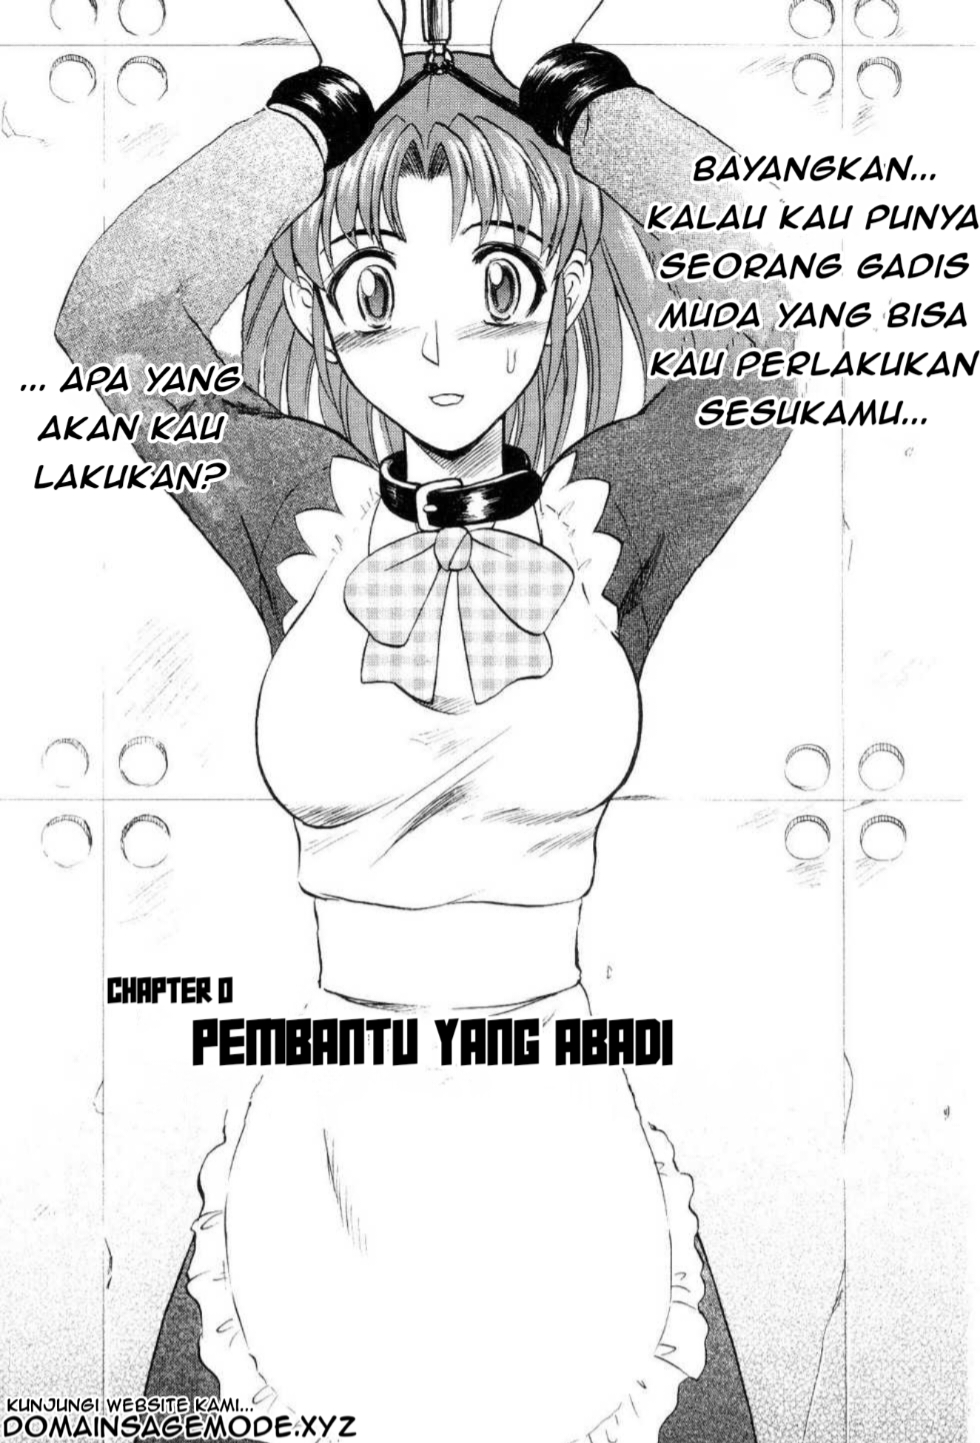 BAYANGKAN...
KALAU KAU PUNYA
SEORANG GADIS
MUDA YANG BISA
KAU PERLAKUKAN
SESUKAMU...
... APA YANG
AKAN KAU
LAKUKAN?
CHAPTER 0
PEMBANTU YANG ABADI
KUNJUNGI WEBSITE KAMI...
DOMAINSAGEMODE.XYZ